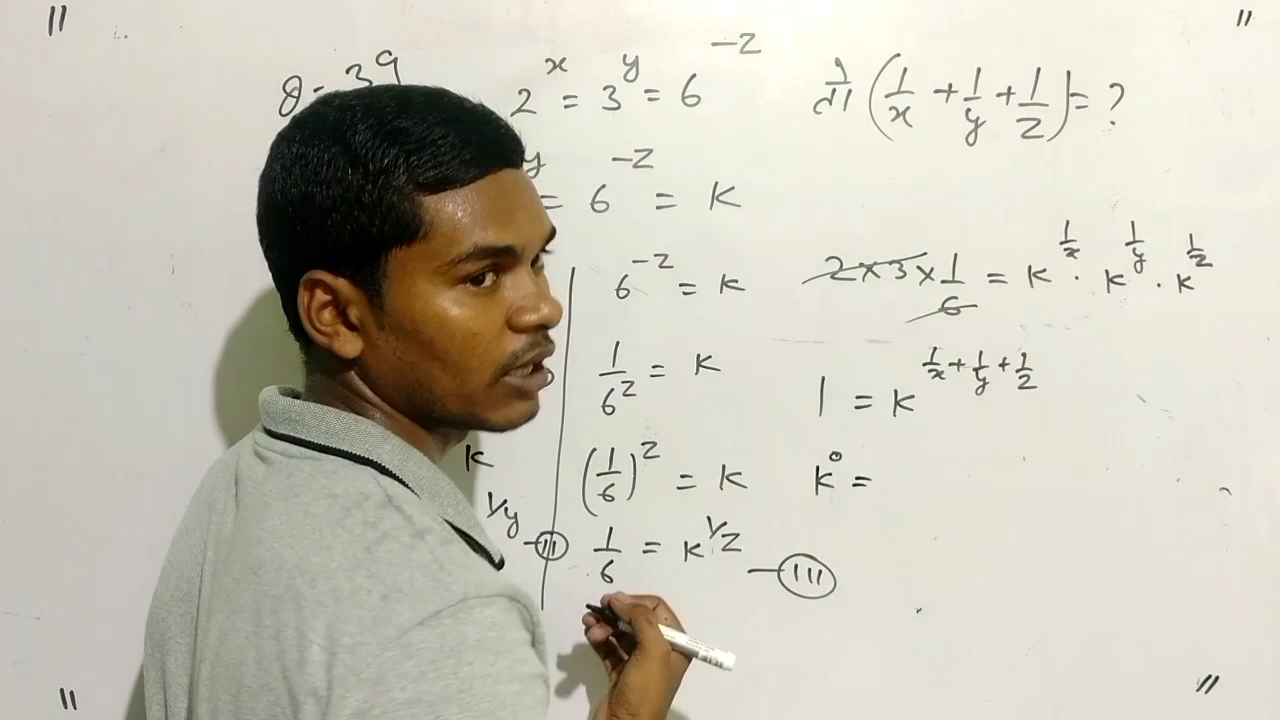 "
"
2^x = 3^y = 6^-z
(1/x + 1/y + 1/z) = ?
y = 6^-z = K
6^-z = K
1/6^z = K
(1/6)^z = K
K
1/y — II
1/6 = K^1/z — III
2 × 3 × 1/6 = K^1/x · K^1/y · K^1/z
1 = K^1/x + 1/y + 1/z
K^0 =
"
"